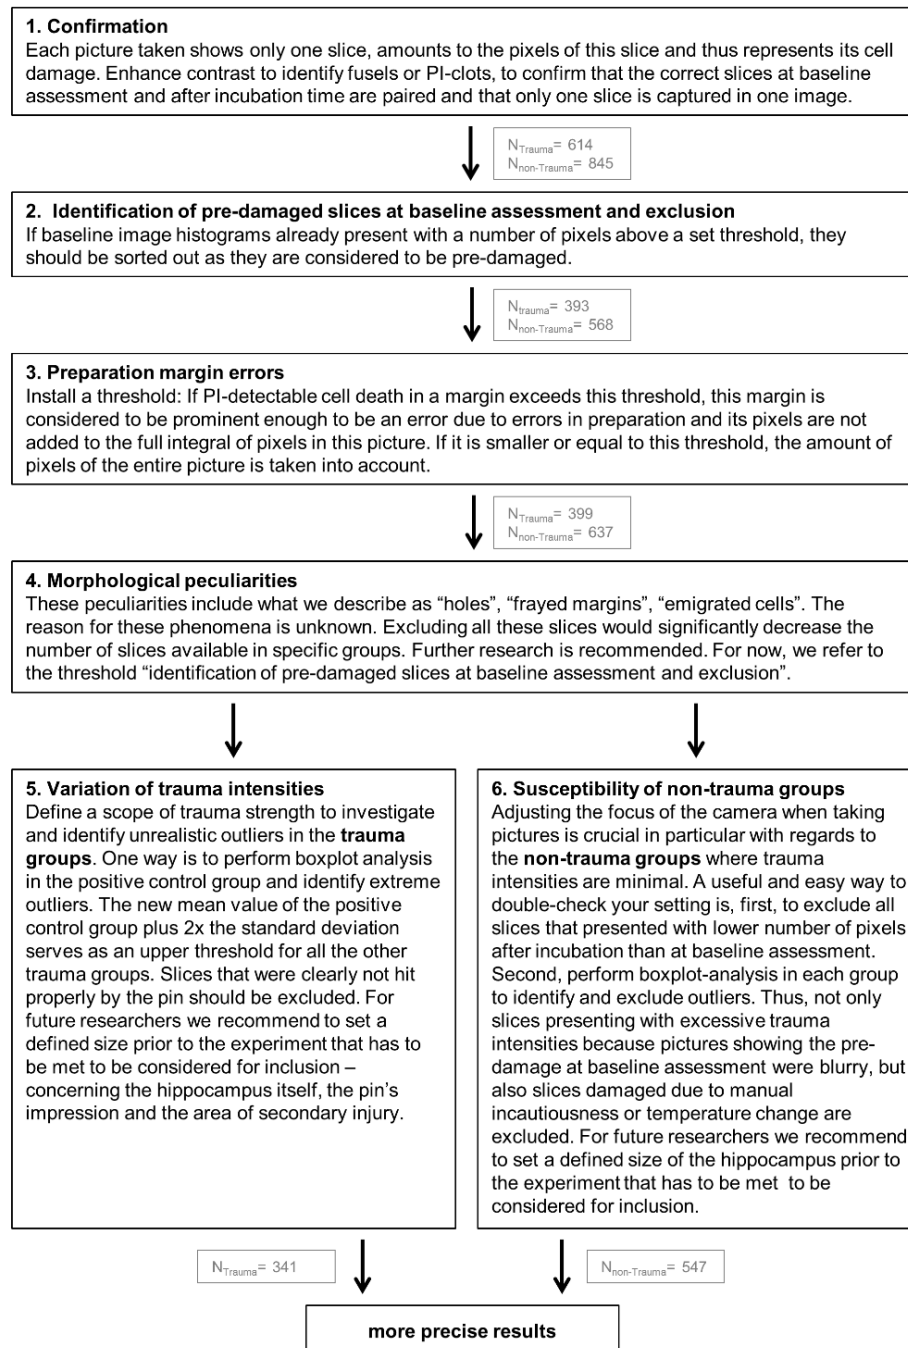 1. Confirmation
Each picture taken shows only one slice, amounts to the pixels of this slice and thus represents its cell
damage. Enhance contrast to identify fusels or PI-clots, to confirm that the correct slices at baseline
assessment and after incubation time are paired and that only one slice is captured in one image.
NTrauma= 614
Nnon-Trauma= 845
2. Identification of pre-damaged slices at baseline assessment and exclusion
If baseline image histograms already present with a number of pixels above a set threshold, they
should be sorted out as they are considered to be pre-damaged.
Ntrauma= 393
Nnon-Trauma= 568
3. Preparation margin errors
Install a threshold: If PI-detectable cell death in a margin exceeds this threshold, this margin is
considered to be prominent enough to be an error due to errors in preparation and its pixels are not
added to the full integral of pixels in this picture. If it is smaller or equal to this threshold, the amount of
pixels of the entire picture is taken into account.
NTrauma= 399
Nnon-Trauma= 637
4. Morphological peculiarities
These peculiarities include what we describe as “holes”, “frayed margins”, “emigrated cells”. The
reason for these phenomena is unknown. Excluding all these slices would significantly decrease the
number of slices available in specific groups. Further research is recommended. For now, we refer to
the threshold “identification of pre-damaged slices at baseline assessment and exclusion”.
5. Variation of trauma intensities
Define a scope of trauma strength to investigate
and identify unrealistic outliers in the trauma
groups. One way is to perform boxplot analysis
in the positive control group and identify extreme
outliers. The new mean value of the positive
control group plus 2x the standard deviation
serves as an upper threshold for all the other
trauma groups. Slices that were clearly not hit
properly by the pin should be excluded. For
future researchers we recommend to set a
defined size prior to the experiment that has to
be met to be considered for inclusion –
concerning the hippocampus itself, the pin’s
impression and the area of secondary injury.
6. Susceptibility of non-trauma groups
Adjusting the focus of the camera when taking
pictures is crucial in particular with regards to
the non-trauma groups where trauma
intensities are minimal. A useful and easy way to
double-check your setting is, first, to exclude all
slices that presented with lower number of pixels
after incubation than at baseline assessment.
Second, perform boxplot-analysis in each group
to identify and exclude outliers. Thus, not only
slices presenting with excessive trauma
intensities because pictures showing the pre-
damage at baseline assessment were blurry, but
also slices damaged due to manual
incautiousness or temperature change are
excluded. For future researchers we recommend
to set a defined size of the hippocampus prior to
the experiment that has to be met to be
considered for inclusion.
NTrauma= 341
Nnon-Trauma= 547
more precise results